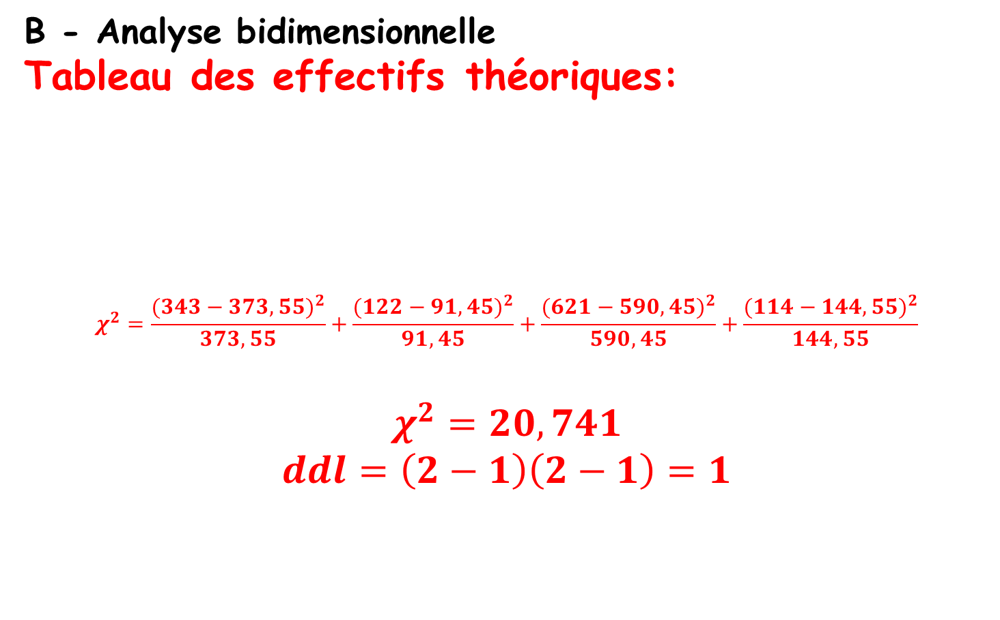 B - Analyse bidimensionnelle
Tableau des effectifs théoriques:
χ² = (343 − 373,55)²/373,55 + (122 − 91,45)²/91,45 + (621 − 590,45)²/590,45 + (114 − 144,55)²/144,55
χ² = 20,741
ddl = (2 − 1)(2 − 1) = 1